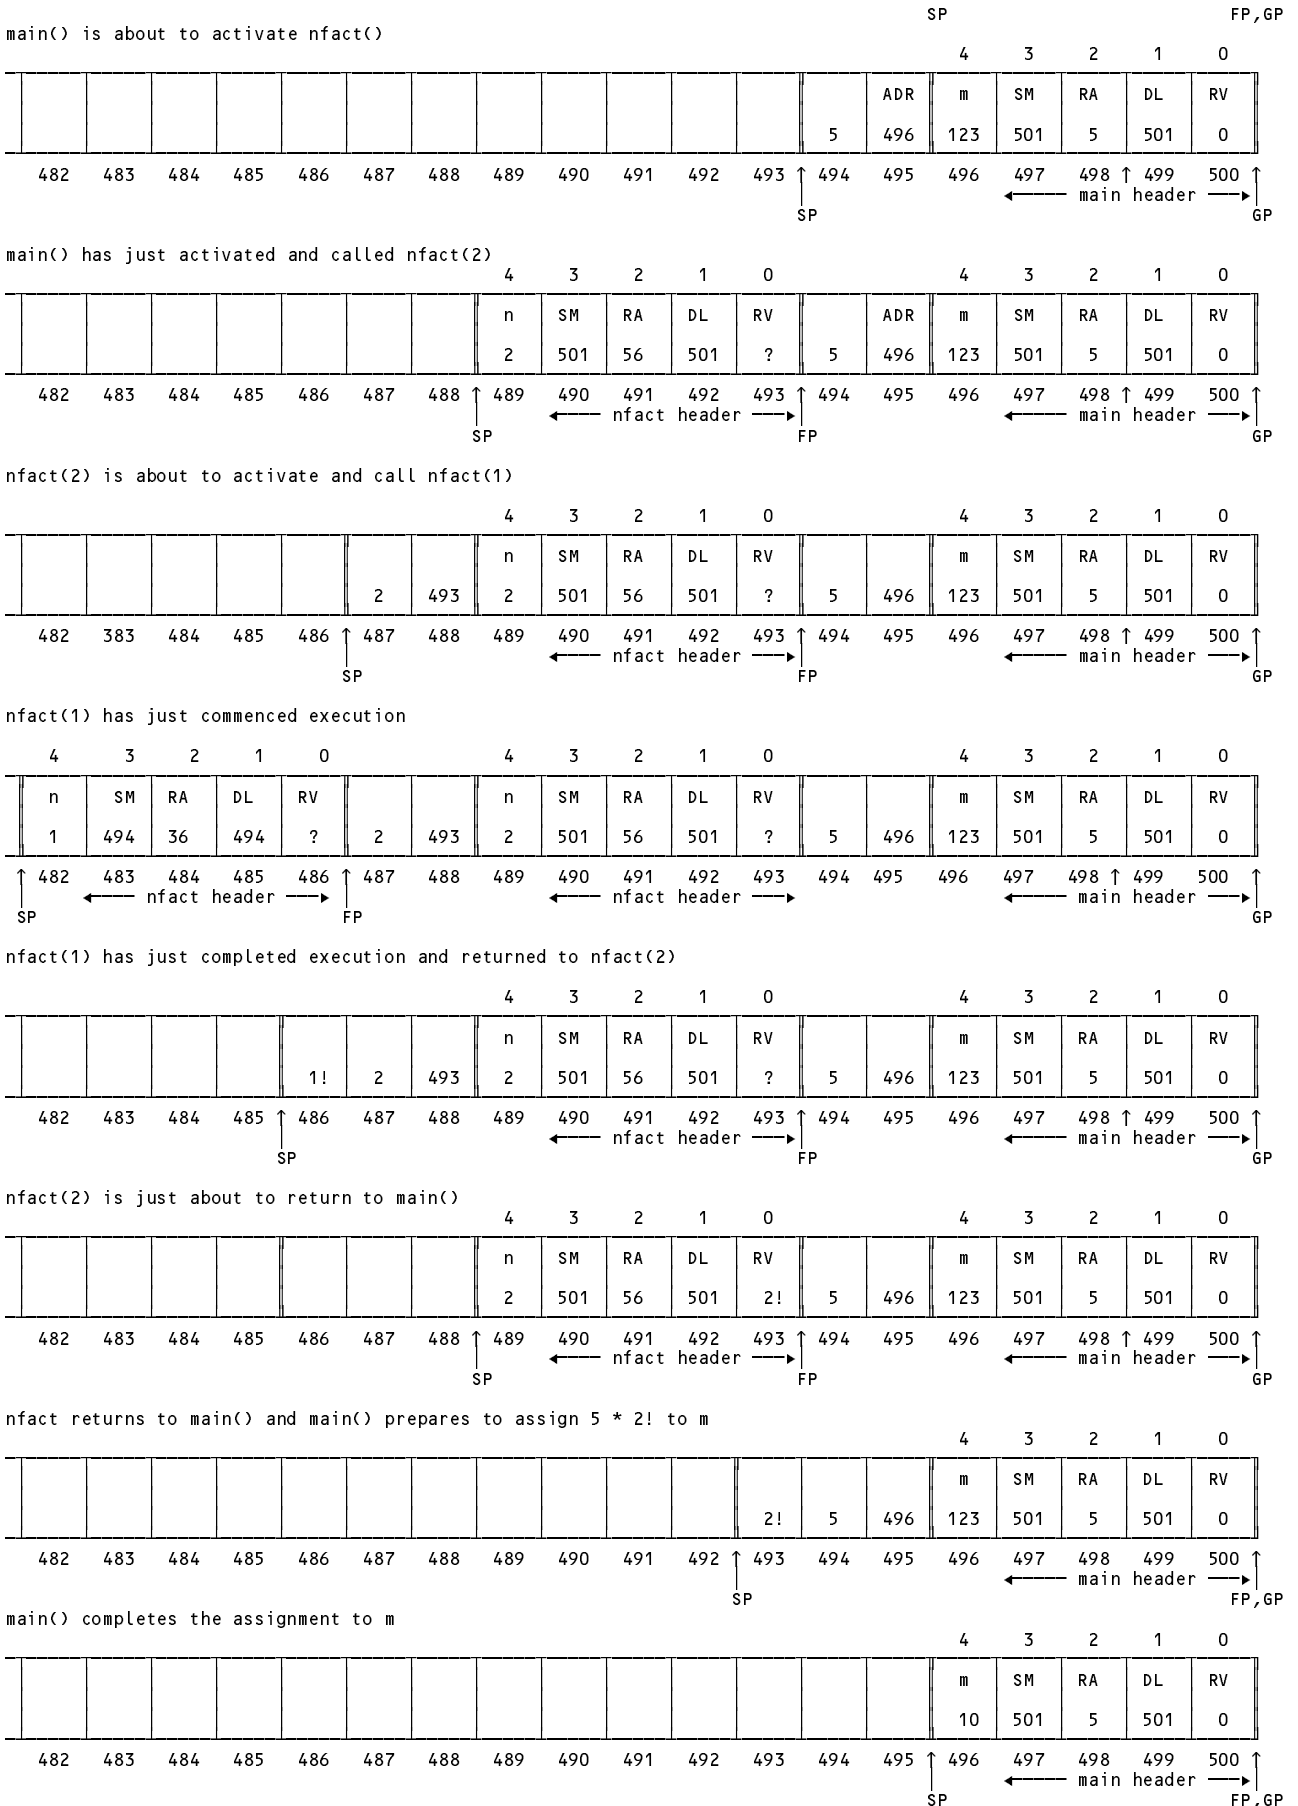 SP FP,GP
main() is about to activate nfact()
4 3 2 1 0
ADR m SM RA DL RV
5 496 123 501 5 501 0
482 483 484 485 486 487 488 489 490 491 492 493 ↑ 494 495 496 497 498 ↑ 499 500 ↑
main header
SP GP
main() has just activated and called nfact(2)
4 3 2 1 0 4 3 2 1 0
n SM RA DL RV ADR m SM RA DL RV
2 501 56 501 ? 5 496 123 501 5 501 0
482 483 484 485 486 487 488 ↑ 489 490 491 492 493 ↑ 494 495 496 497 498 ↑ 499 500 ↑
nfact header main header
SP FP GP
nfact(2) is about to activate and call nfact(1)
4 3 2 1 0 4 3 2 1 0
n SM RA DL RV m SM RA DL RV
2 493 2 501 56 501 ? 5 496 123 501 5 501 0
482 383 484 485 486 ↑ 487 488 489 490 491 492 493 ↑ 494 495 496 497 498 ↑ 499 500 ↑
nfact header main header
SP FP GP
nfact(1) has just commenced execution
4 3 2 1 0 4 3 2 1 0 4 3 2 1 0
n SM RA DL RV n SM RA DL RV m SM RA DL RV
1 494 36 494 ? 2 493 2 501 56 501 ? 5 496 123 501 5 501 0
↑ 482 483 484 485 486 ↑ 487 488 489 490 491 492 493 494 495 496 497 498 ↑ 499 500 ↑
nfact header nfact header main header
SP FP GP
nfact(1) has just completed execution and returned to nfact(2)
4 3 2 1 0 4 3 2 1 0
n SM RA DL RV m SM RA DL RV
1! 2 493 2 501 56 501 ? 5 496 123 501 5 501 0
482 483 484 485 ↑ 486 487 488 489 490 491 492 493 ↑ 494 495 496 497 498 ↑ 499 500 ↑
nfact header main header
SP FP GP
nfact(2) is just about to return to main()
4 3 2 1 0 4 3 2 1 0
n SM RA DL RV m SM RA DL RV
2 501 56 501 2! 5 496 123 501 5 501 0
482 483 484 485 486 487 488 ↑ 489 490 491 492 493 ↑ 494 495 496 497 498 ↑ 499 500 ↑
nfact header main header
SP FP GP
nfact returns to main() and main() prepares to assign 5 * 2! to m
4 3 2 1 0
m SM RA DL RV
2! 5 496 123 501 5 501 0
482 483 484 485 486 487 488 489 490 491 492 ↑ 493 494 495 496 497 498 499 500 ↑
main header
SP FP,GP
main() completes the assignment to m
4 3 2 1 0
m SM RA DL RV
10 501 5 501 0
482 483 484 485 486 487 488 489 490 491 492 493 494 495 ↑ 496 497 498 499 500 ↑
main header
SP FP,GP